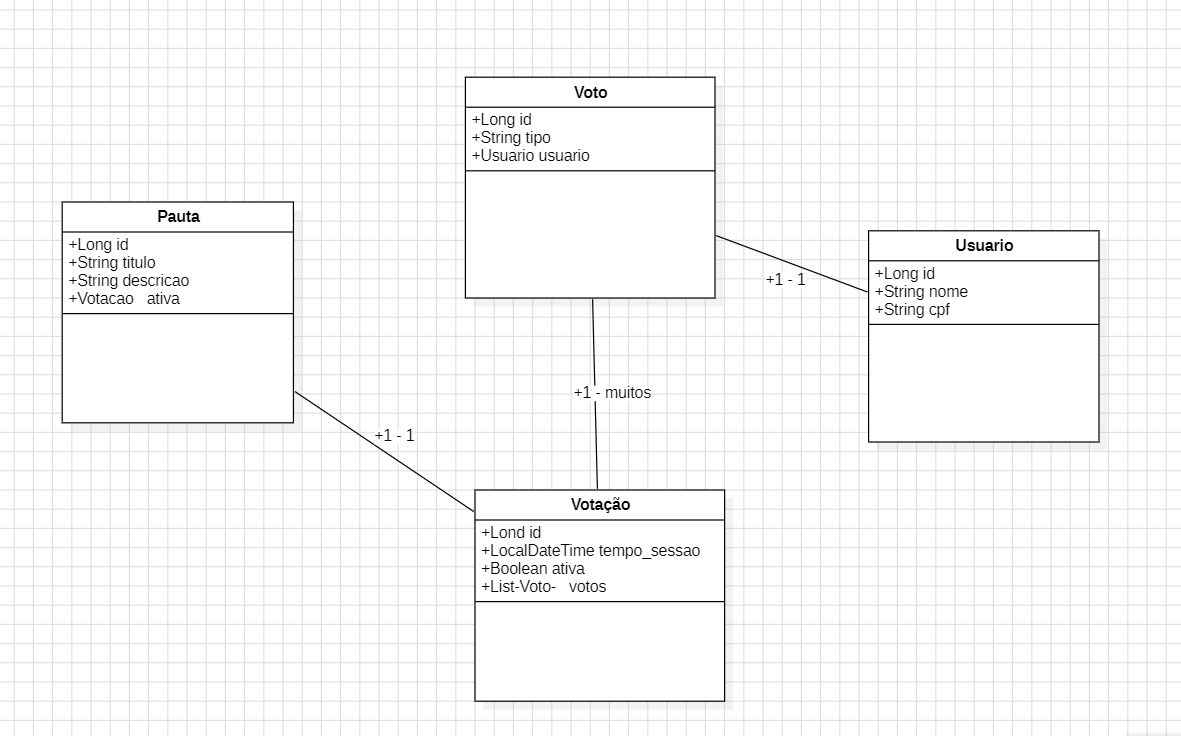 Voto
+Long id
+String tipo
+Usuario usuario
Pauta
+Long id
+String titulo
+String descricao
+Votacao   ativa
Usuario
+Long id
+String nome
+String cpf
+1 - 1
+1 - muitos
+1 - 1
Votação
+Lond id
+LocalDateTime tempo_sessao
+Boolean ativa
+List-Voto-   votos